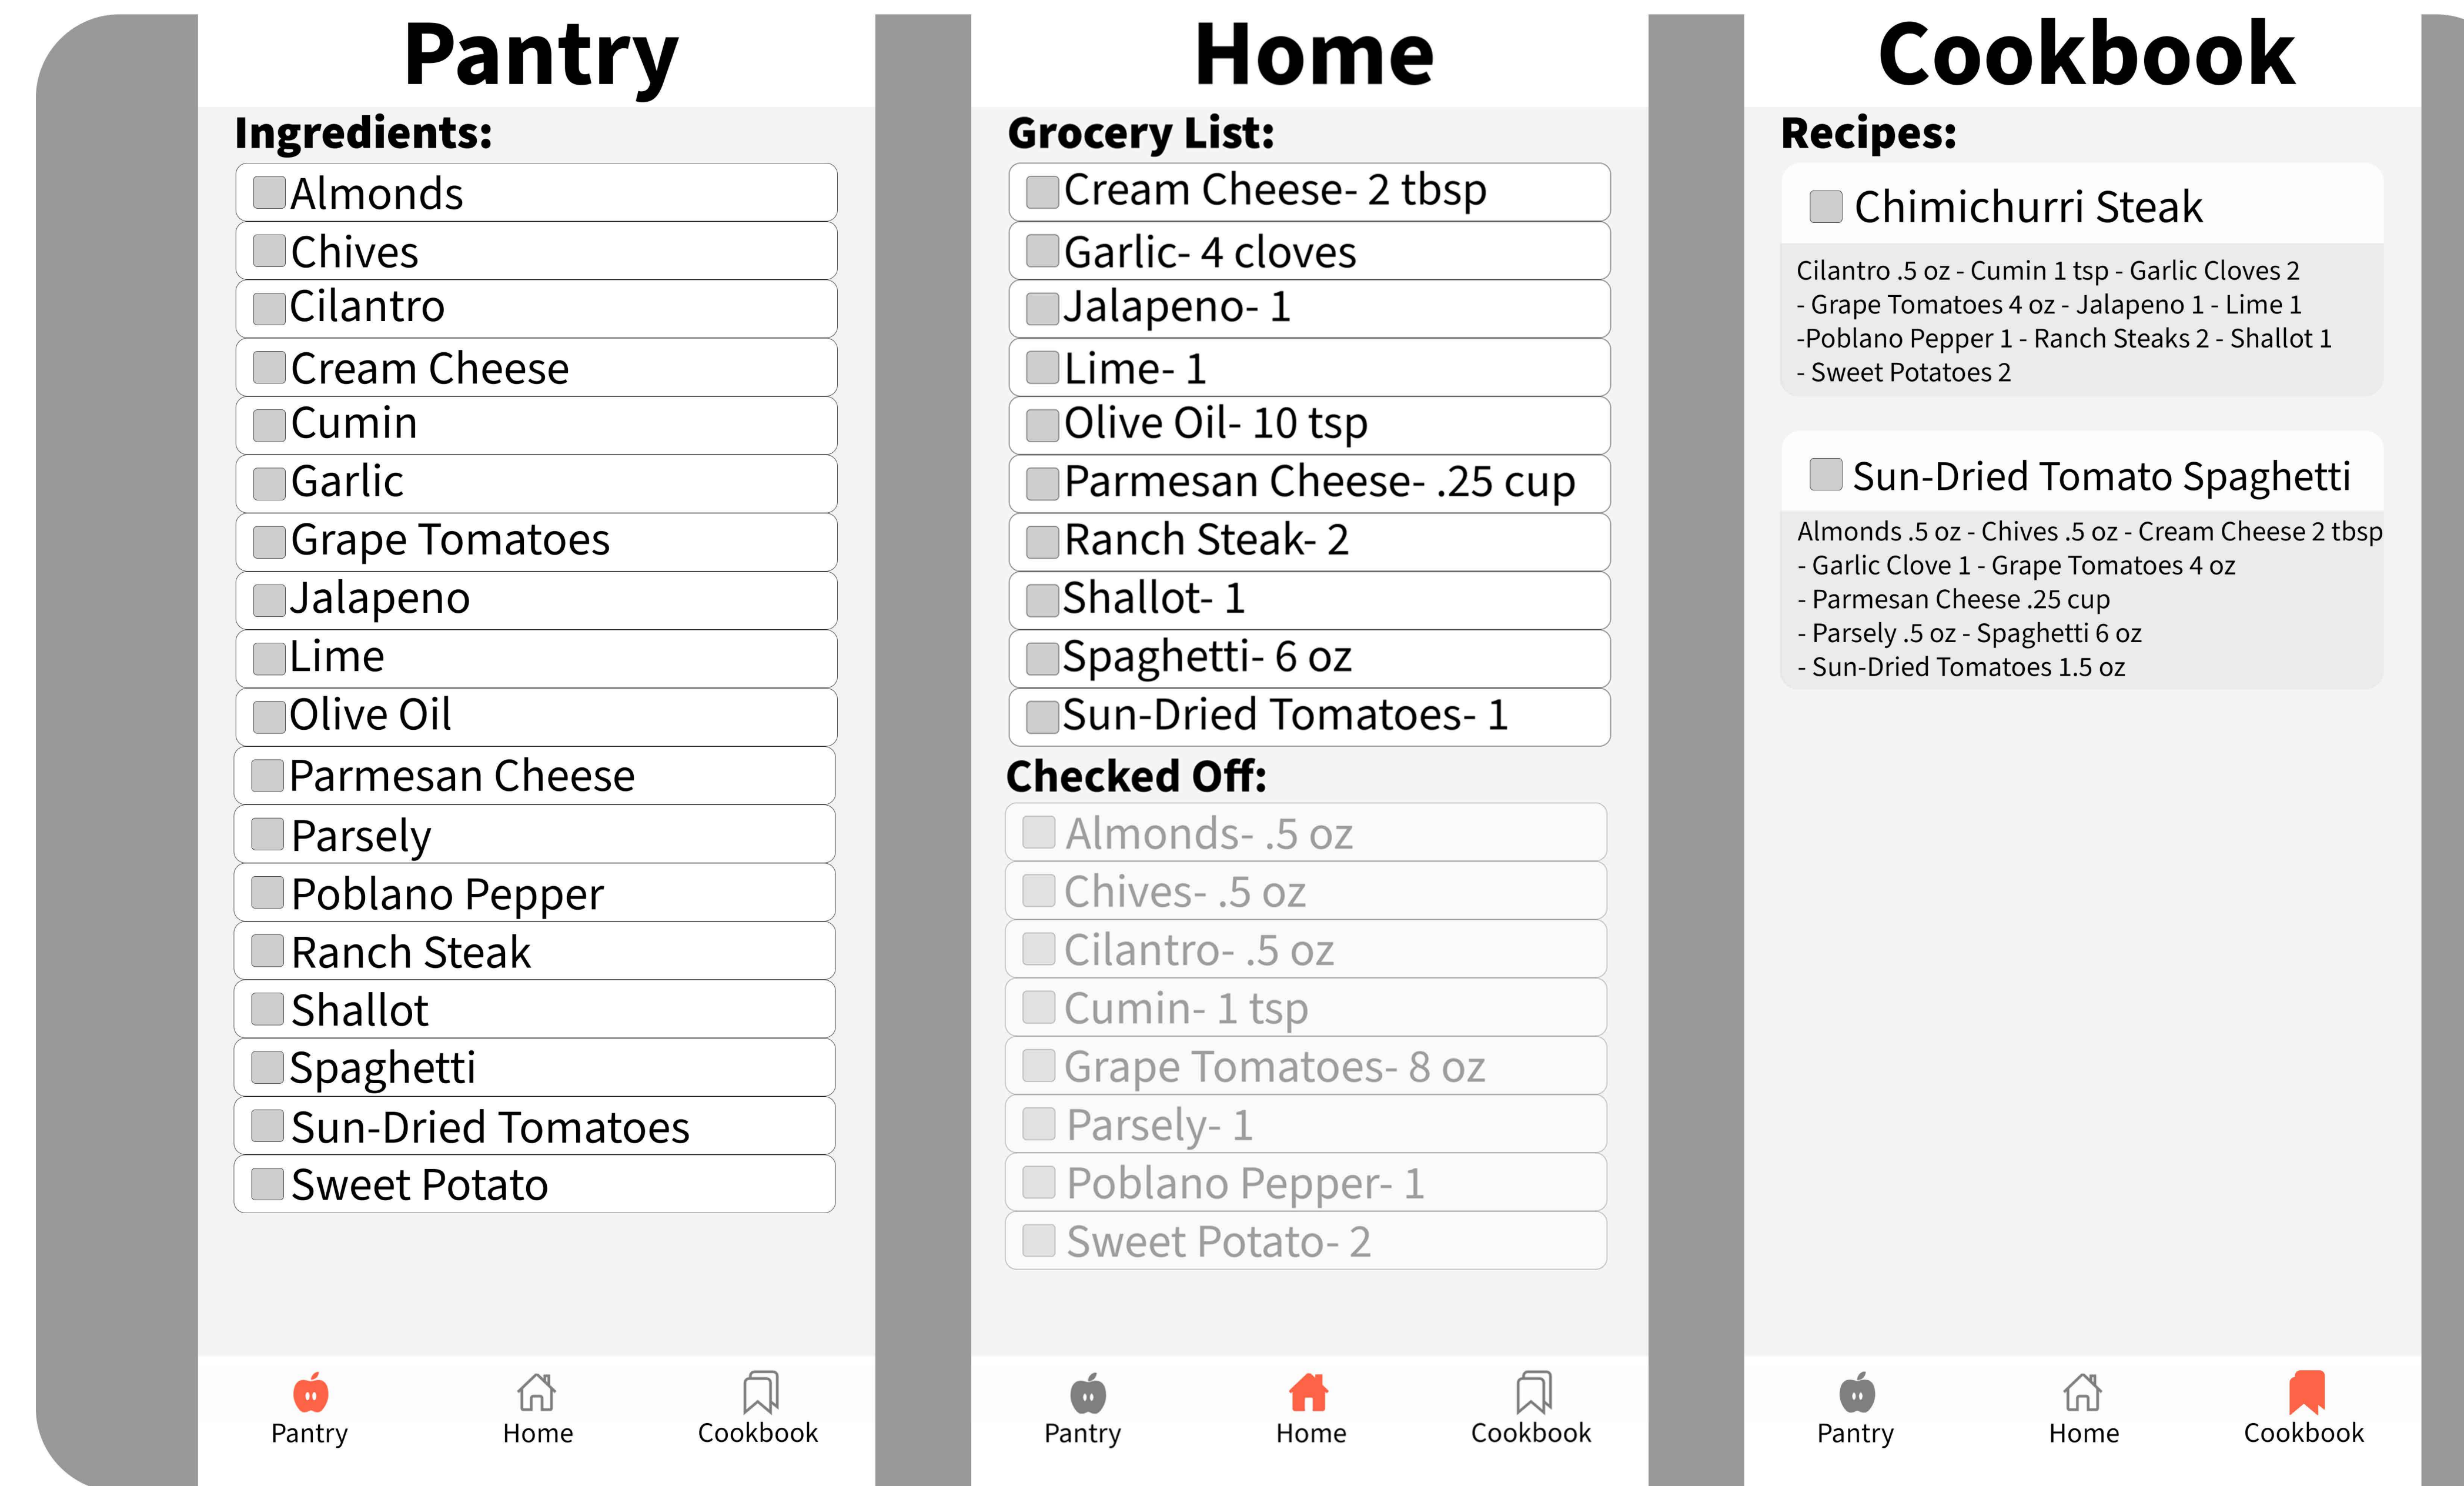 Pantry
Ingredients:
Almonds
Chives
Cilantro
Cream Cheese
Cumin
Garlic
Grape Tomatoes
Jalapeno
Lime
Olive Oil
Parmesan Cheese
Parsely
Poblano Pepper
Ranch Steak
Shallot
Spaghetti
Sun-Dried Tomatoes
Sweet Potato
Pantry
Home
Cookbook
Home
Grocery List:
Cream Cheese- 2 tbsp
Garlic- 4 cloves
Jalapeno- 1
Lime- 1
Olive Oil- 10 tsp
Parmesan Cheese- .25 cup
Ranch Steak- 2
Shallot- 1
Spaghetti- 6 oz
Sun-Dried Tomatoes- 1
Checked Off:
Almonds- .5 oz
Chives- .5 oz
Cilantro- .5 oz
Cumin- 1 tsp
Grape Tomatoes- 8 oz
Parsely- 1
Poblano Pepper- 1
Sweet Potato- 2
Pantry
Home
Cookbook
Cookbook
Recipes:
Chimichurri Steak
Cilantro .5 oz - Cumin 1 tsp - Garlic Cloves 2
- Grape Tomatoes 4 oz - Jalapeno 1 - Lime 1
-Poblano Pepper 1 - Ranch Steaks 2 - Shallot 1
- Sweet Potatoes 2
Sun-Dried Tomato Spaghetti
Almonds .5 oz - Chives .5 oz - Cream Cheese 2 tbsp
- Garlic Clove 1 - Grape Tomatoes 4 oz
- Parmesan Cheese .25 cup
- Parsely .5 oz - Spaghetti 6 oz
- Sun-Dried Tomatoes 1.5 oz
Pantry
Home
Cookbook